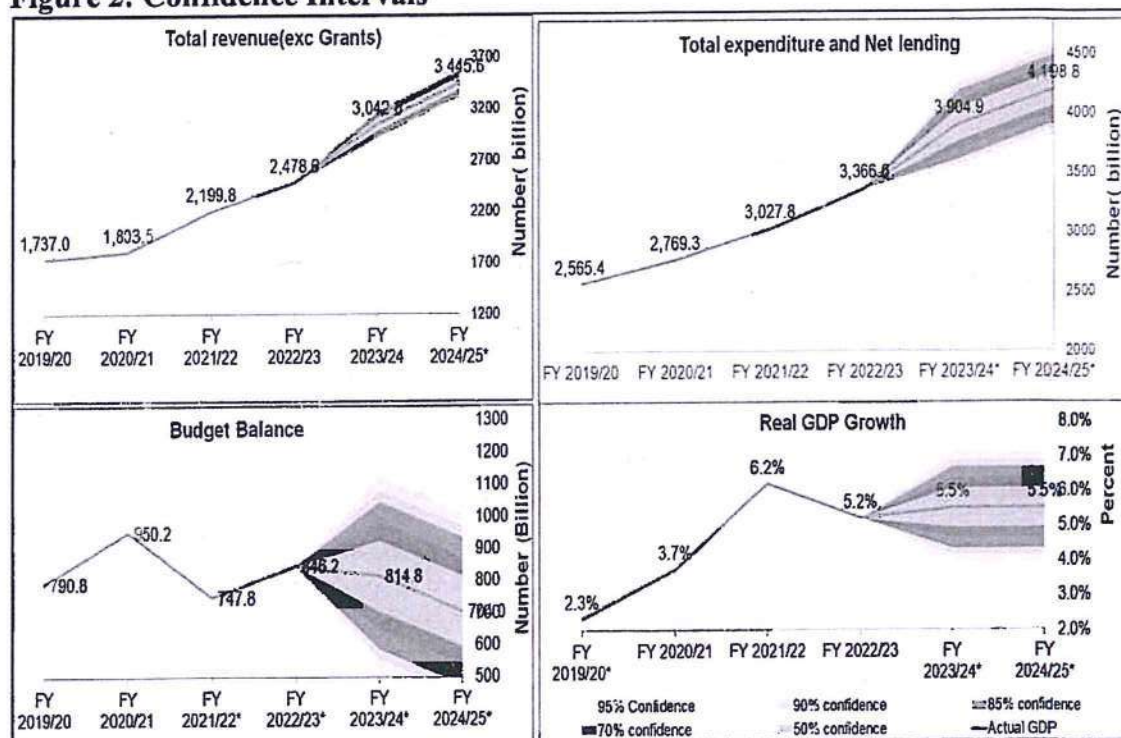 Figure 2: Confidence Intervals
Total revenue(exc Grants)
3700
3200
2700
2200
1700
1200
Number( billion)
1,737.0
1,803.5
2,199.8
2,478.6
3,042.8
3 445.6
FY 2019/20
FY 2020/21
FY 2021/22
FY 2022/23
FY 2023/24
FY 2024/25*
Total expenditure and Net lending
4500
4000
3500
3000
2500
2000
Number( billion)
2,565.4
2,769.3
3,027.8
3,366.6
3 904.9
4,198.8
FY 2019/20
FY 2020/21
FY 2021/22
FY 2022/23
FY 2023/24*
FY 2024/25*
Budget Balance
1300
1200
1100
1000
900
800
600
500
Number (Billion)
790.8
950.2
747.8
846.2
814.8
FY 2019/20
FY 2020/21
FY 2021/22*
FY 2022/23*
FY 2023/24*
FY 2024/25*
Real GDP Growth
8.0%
7.0%
6.0%
5.0%
4.0%
3.0%
2.0%
Percent
2.3%
3.7%
6.2%
5.2%
5.5%
5.5%
FY 2019/20*
FY 2020/21
FY 2021/22
FY 2022/23
FY 2023/24*
FY 2024/25*
95% Confidence
90% confidence
85% confidence
70% confidence
50% confidence
Actual GDP